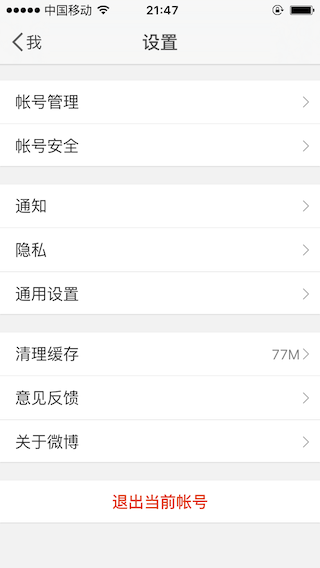 中国移动 21:47
我 设置
帐号管理
帐号安全
通知
隐私
通用设置
清理缓存 77M
意见反馈
关于微博
退出当前帐号